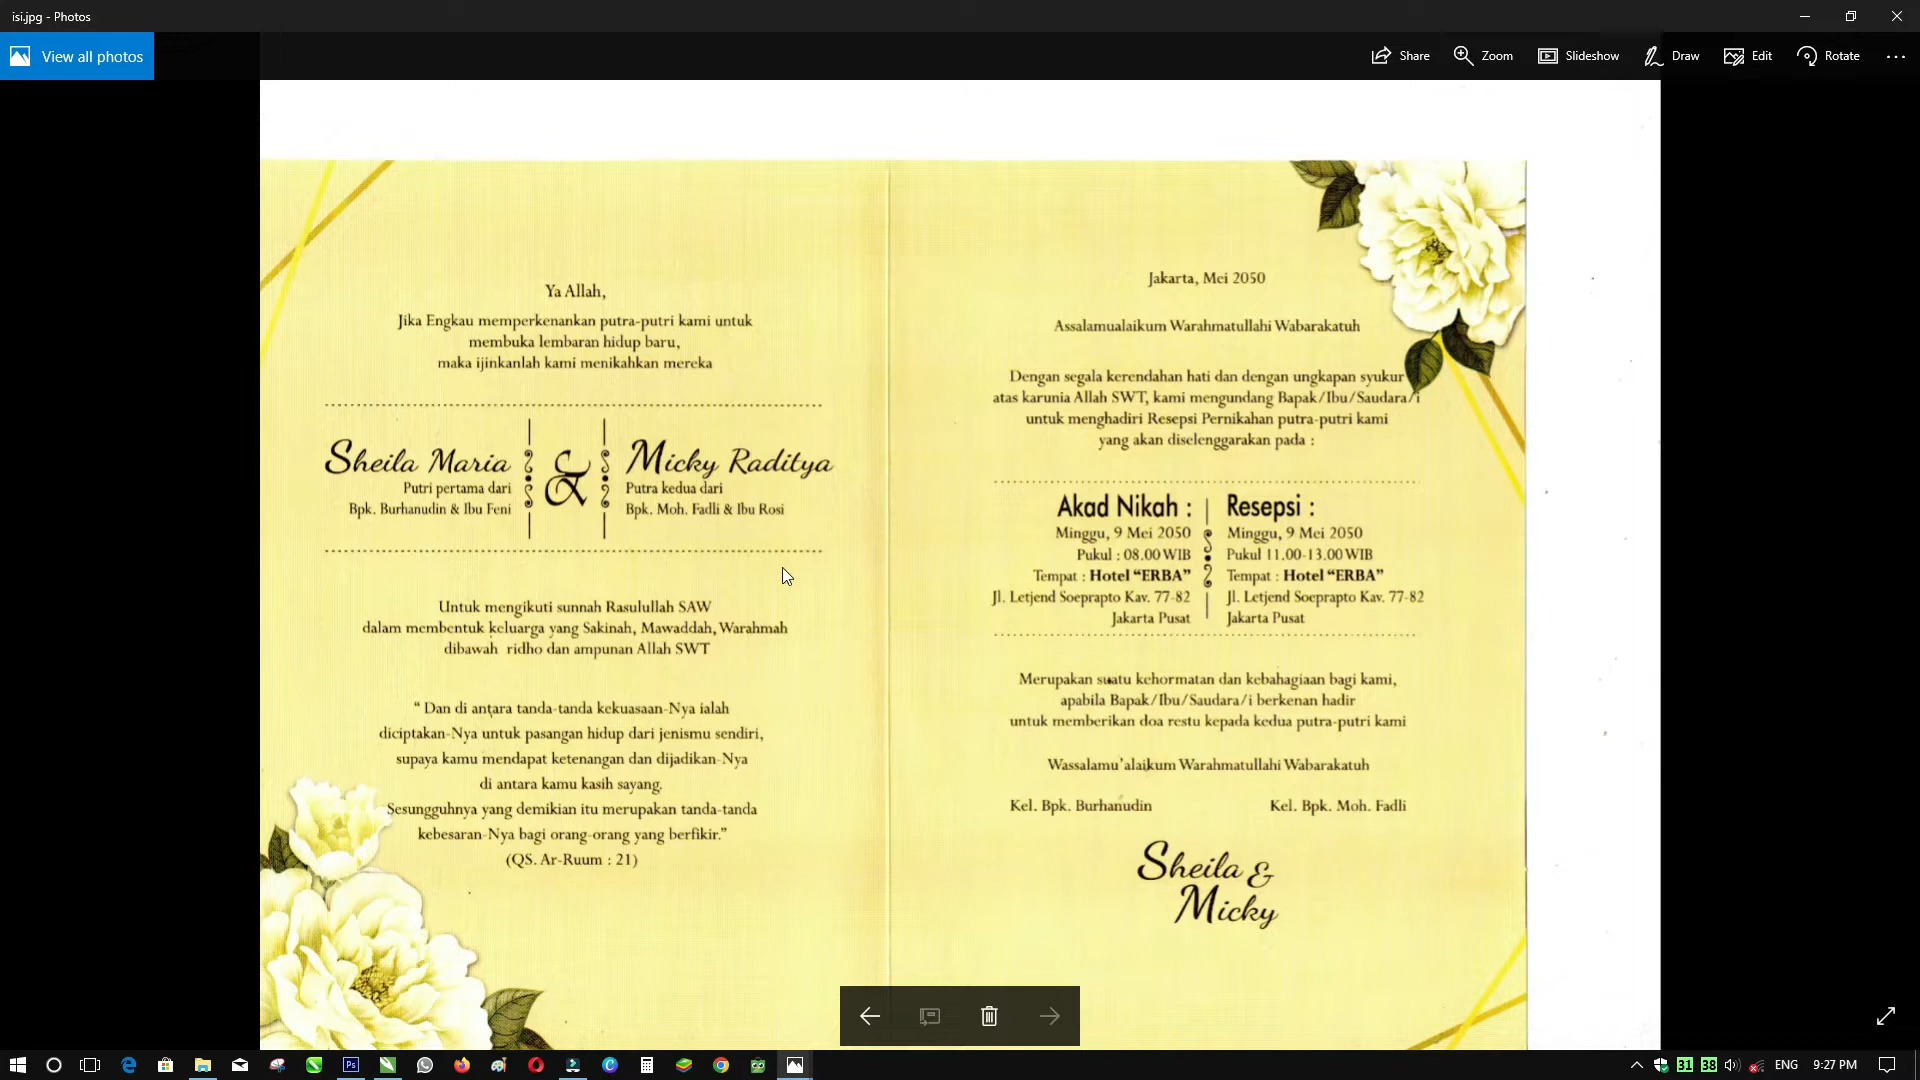 isi.jpg - Photos
View all photos
Share
Zoom
Slideshow
Draw
Edit
Rotate
Ya Allah,
Jika Engkau memperkenankan putra-putri kami untuk
membuka lembaran hidup baru,
maka ijinkanlah kami menikahkan mereka
Sheila Maria
Putri pertama dari
Bpk. Burhanudin & Ibu Feni
&
Micky Raditya
Putra kedua dari
Bpk. Moh. Fadli & Ibu Rosi
Untuk mengikuti sunnah Rasulullah SAW
dalam membentuk keluarga yang Sakinah, Mawaddah, Warahmah
dibawah ridho dan ampunan Allah SWT
“ Dan di antara tanda-tanda kekuasaan-Nya ialah
diciptakan-Nya untuk pasangan hidup dari jenismu sendiri,
supaya kamu mendapat ketenangan dan dijadikan-Nya
di antara kamu kasih sayang.
Sesungguhnya yang demikian itu merupakan tanda-tanda
kebesaran-Nya bagi orang-orang yang berfikir.”
(QS. Ar-Ruum : 21)
Jakarta, Mei 2050
Assalamualaikum Warahmatullahi Wabarakatuh
Dengan segala kerendahan hati dan dengan ungkapan syukur
atas karunia Allah SWT, kami mengundang Bapak/Ibu/Saudara/i
untuk menghadiri Resepsi Pernikahan putra-putri kami
yang akan diselenggarakan pada :
Akad Nikah :
Minggu, 9 Mei 2050
Pukul : 08.00 WIB
Tempat : Hotel “ERBA”
Jl. Letjend Soeprapto Kav. 77-82
Jakarta Pusat
Resepsi :
Minggu, 9 Mei 2050
Pukul 11.00-13.00 WIB
Tempat : Hotel “ERBA”
Jl. Letjend Soeprapto Kav. 77-82
Jakarta Pusat
Merupakan suatu kehormatan dan kebahagiaan bagi kami,
apabila Bapak/Ibu/Saudara/i berkenan hadir
untuk memberikan doa restu kepada kedua putra-putri kami
Wassalamu’alaikum Warahmatullahi Wabarakatuh
Kel. Bpk. Burhanudin
Kel. Bpk. Moh. Fadli
Sheila &
Micky
Ps
31
38
ENG
9:27 PM